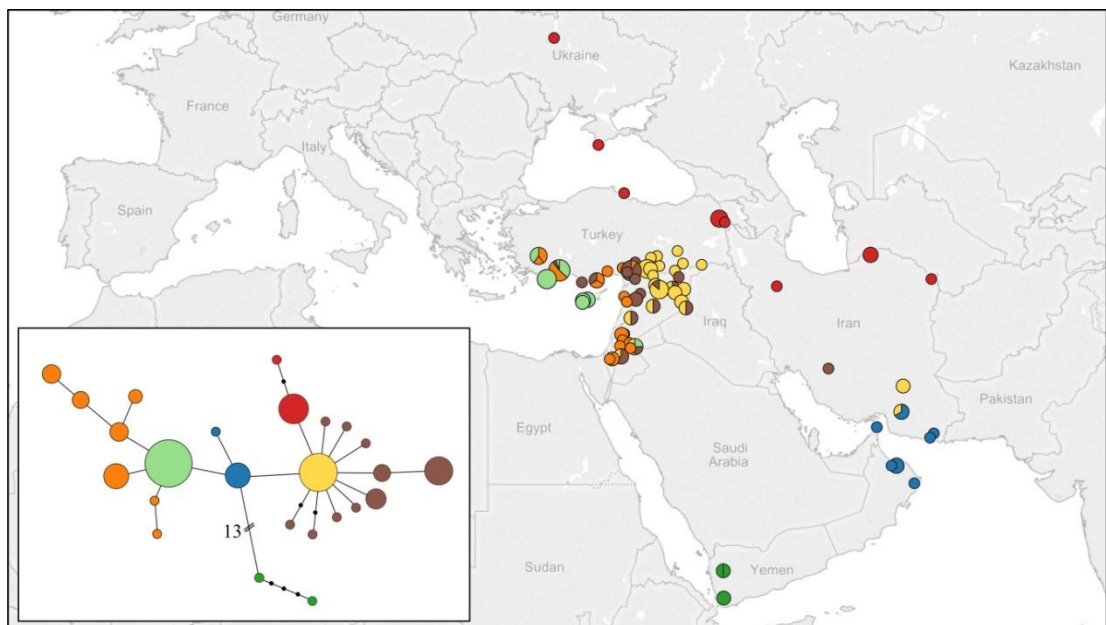 Germany
Ukraine
Kazakhstan
France
Italy
Spain
Turkey
Iraq
Iran
Pakistan
Egypt
Saudi
Arabia
13
Sudan
Yemen